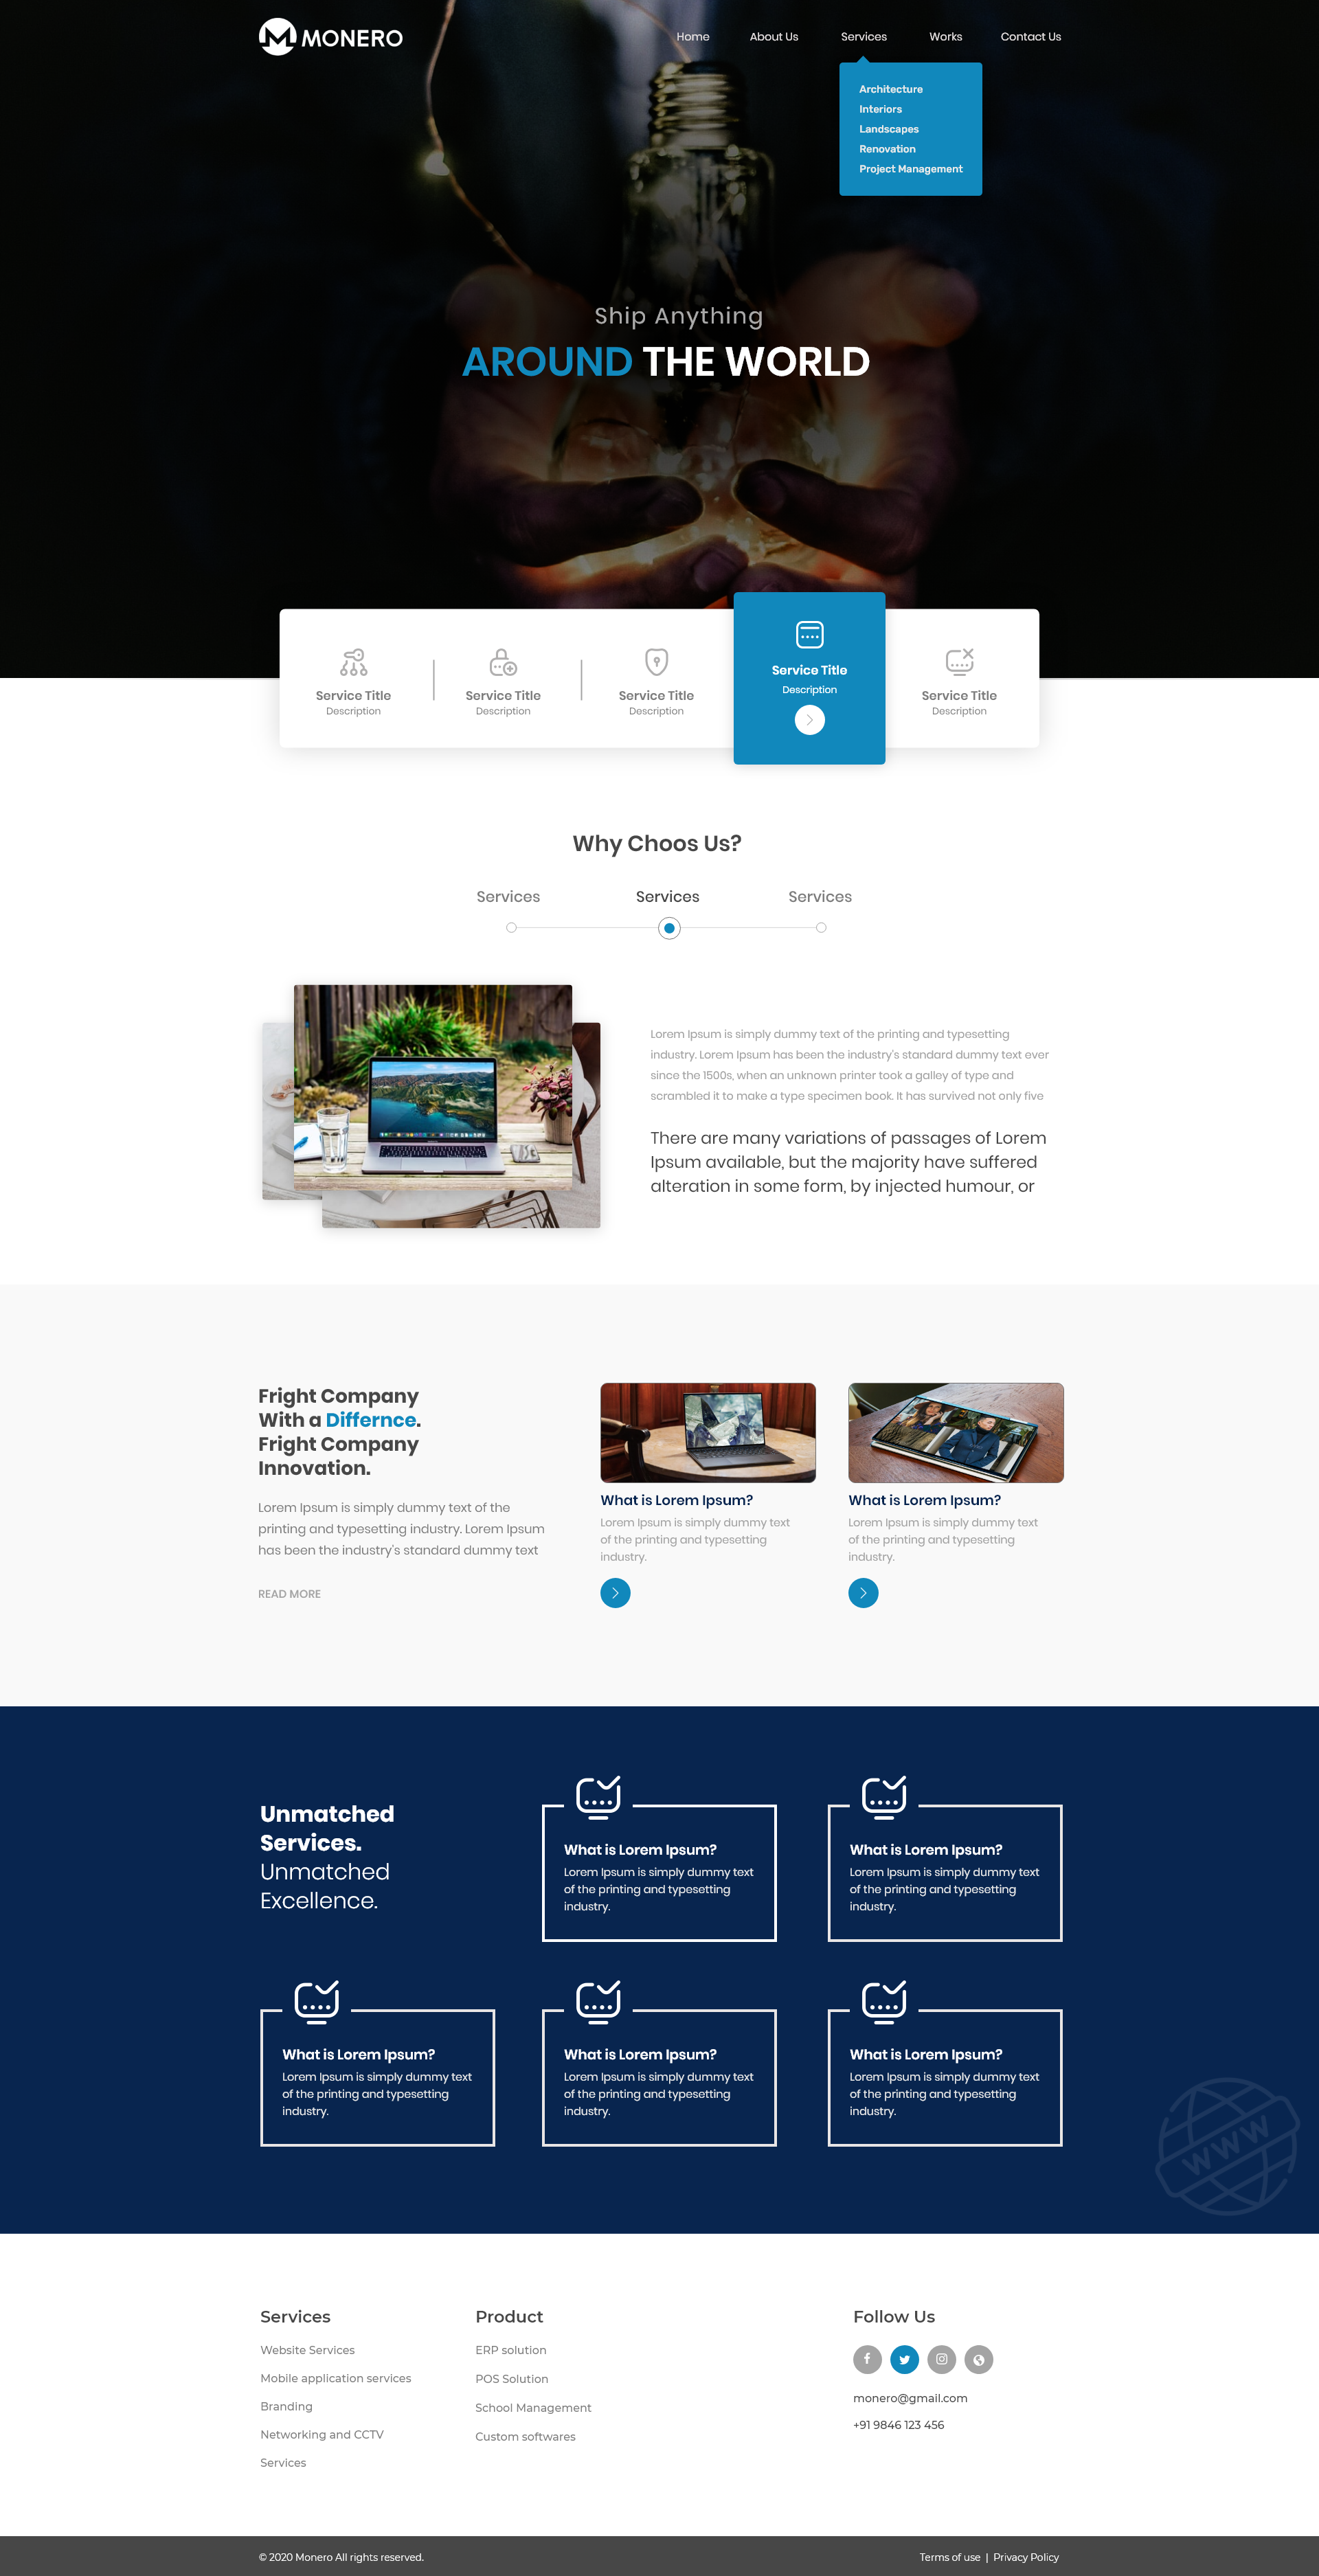 MONERO
Home About Us Services Works Contact Us
Architecture
Interiors
Landscapes
Renovation
Project Management
Ship Anything
AROUND THE WORLD
Service Title
Description
Service Title
Description
Service Title
Description
Service Title
Description
Service Title
Description
Why Choos Us?
Services Services Services
Lorem Ipsum is simply dummy text of the printing and typesetting
industry. Lorem Ipsum has been the industry's standard dummy text ever
since the 1500s, when an unknown printer took a galley of type and
scrambled it to make a type specimen book. It has survived not only five
There are many variations of passages of Lorem
Ipsum available, but the majority have suffered
alteration in some form, by injected humour, or
Fright Company
With a Differnce.
Fright Company
Innovation.
Lorem Ipsum is simply dummy text of the
printing and typesetting industry. Lorem Ipsum
has been the industry's standard dummy text
READ MORE
What is Lorem Ipsum?
Lorem Ipsum is simply dummy text
of the printing and typesetting
industry.
What is Lorem Ipsum?
Lorem Ipsum is simply dummy text
of the printing and typesetting
industry.
Unmatched
Services.
Unmatched
Excellence.
What is Lorem Ipsum?
Lorem Ipsum is simply dummy text
of the printing and typesetting
industry.
What is Lorem Ipsum?
Lorem Ipsum is simply dummy text
of the printing and typesetting
industry.
What is Lorem Ipsum?
Lorem Ipsum is simply dummy text
of the printing and typesetting
industry.
What is Lorem Ipsum?
Lorem Ipsum is simply dummy text
of the printing and typesetting
industry.
What is Lorem Ipsum?
Lorem Ipsum is simply dummy text
of the printing and typesetting
industry.
WWW
Services
Website Services
Mobile application services
Branding
Networking and CCTV
Services
Product
ERP solution
POS Solution
School Management
Custom softwares
Follow Us
monero@gmail.com
+91 9846 123 456
© 2020 Monero All rights reserved.
Terms of use | Privacy Policy